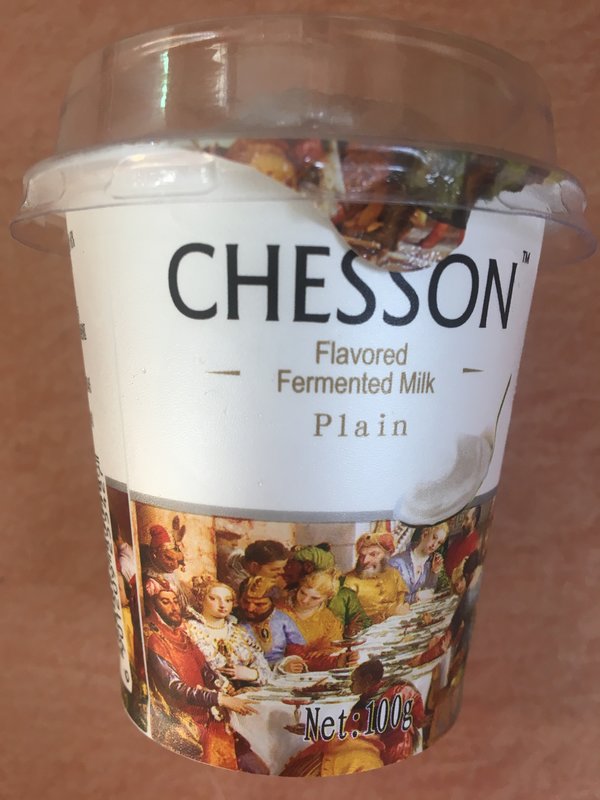 CHESSON™
Flavored
Fermented Milk
Plain
Net:100g